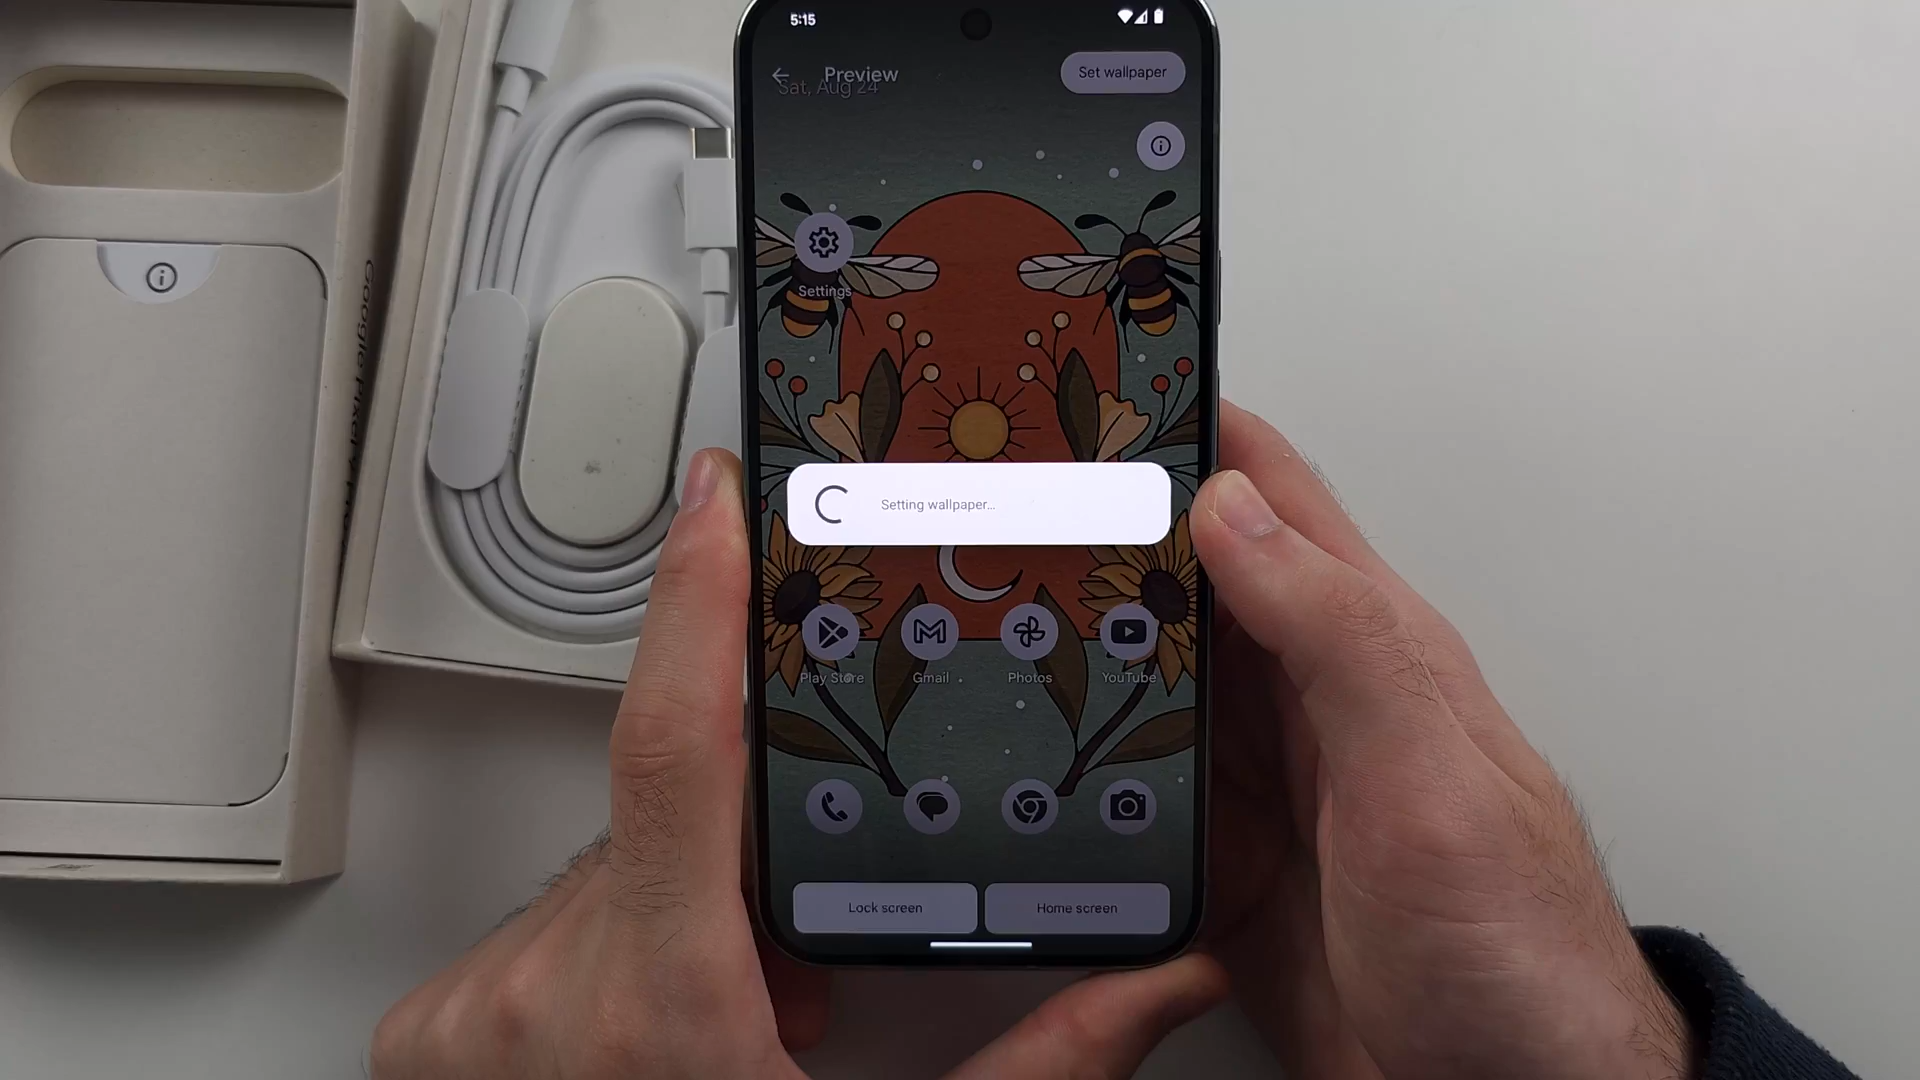 5:15
Preview
Sat, Aug 24
Set wallpaper
Settings
Setting wallpaper...
Play Store
Gmail
Photos
YouTube
Lock screen
Home screen
Google Pixel